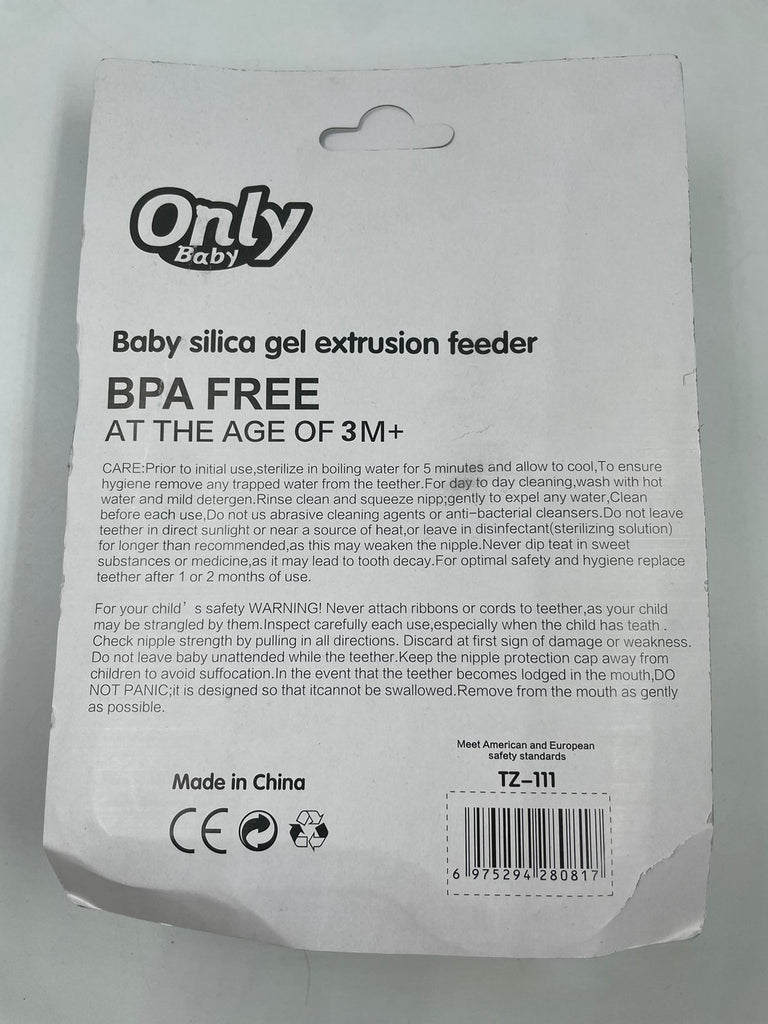 Only
Baby
Baby silica gel extrusion feeder
BPA FREE
AT THE AGE OF 3M+
CARE:Prior to initial use,sterilize in boiling water for 5 minutes and allow to cool,To ensure
hygiene remove any trapped water from the teether.For day to day cleaning,wash with hot
water and mild detergen.Rinse clean and squeeze nipp;gently to expel any water,Clean
before each use,Do not us abrasive cleaning agents or anti-bacterial cleansers.Do not leave
teether in direct sunlight or near a source of heat,or leave in disinfectant(sterilizing solution)
for longer than recommended,as this may weaken the nipple.Never dip teat in sweet
substances or medicine,as it may lead to tooth decay.For optimal safety and hygiene replace
teether after 1 or 2 months of use.
For your child’s safety WARNING! Never attach ribbons or cords to teether,as your child
may be strangled by them.Inspect carefully each use,especially when the child has teath .
Check nipple strength by pulling in all directions. Discard at first sign of damage or weakness.
Do not leave baby unattended while the teether.Keep the nipple protection cap away from
children to avoid suffocation.In the event that the teether becomes lodged in the mouth,DO
NOT PANIC;it is designed so that itcannot be swallowed.Remove from the mouth as gently
as possible.
Meet American and European
safety standards
TZ-111
Made in China
CE
6 975294 280817